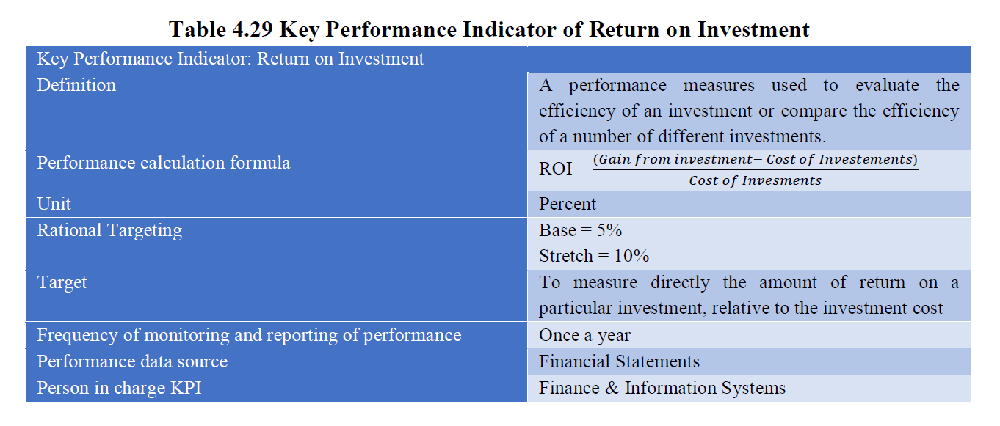 Table 4.29 Key Performance Indicator of Return on Investment
Key Performance Indicator: Return on Investment
Definition
A performance measures used to evaluate the
efficiency of an investment or compare the efficiency
of a number of different investments.
Performance calculation formula
ROI = (Gain from investment− Cost of Investements) / Cost of Invesments
Unit
Percent
Rational Targeting
Base = 5%
Stretch = 10%
Target
To measure directly the amount of return on a
particular investment, relative to the investment cost
Frequency of monitoring and reporting of performance
Once a year
Performance data source
Financial Statements
Person in charge KPI
Finance & Information Systems